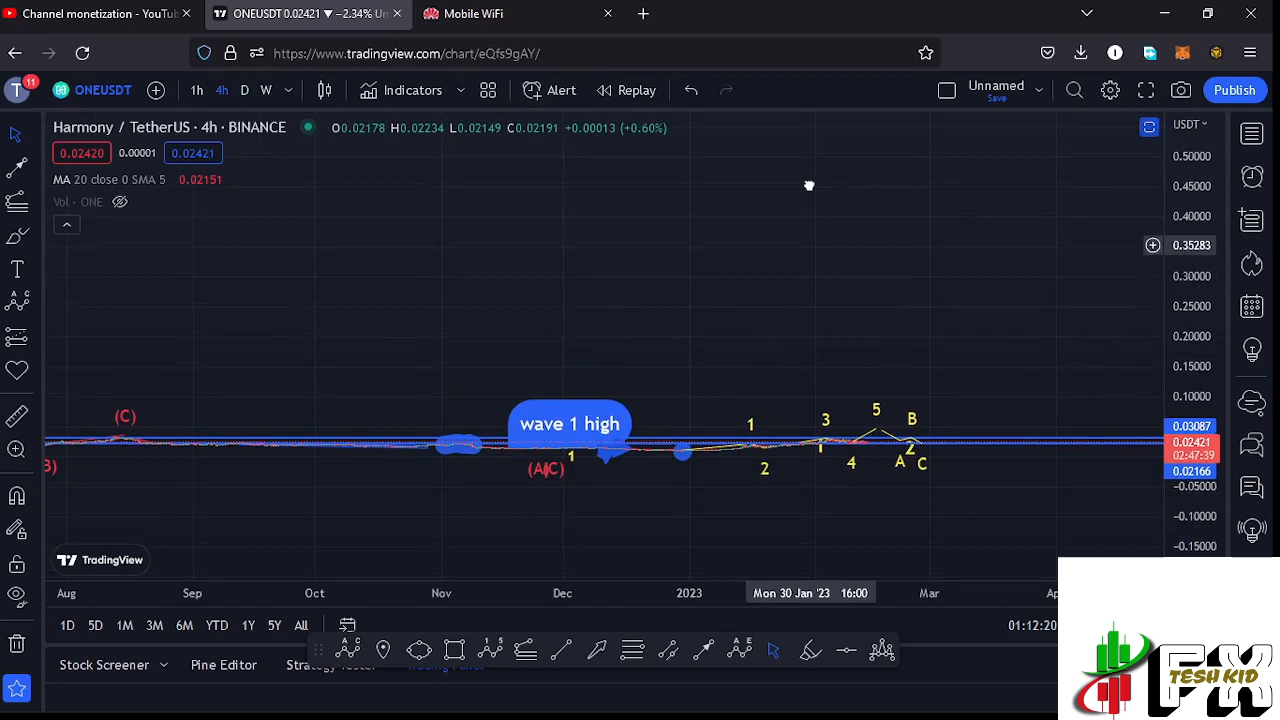 Channel monetization - YouTube
ONEUSDT 0.02421 ▼ −2.34% Un
Mobile WiFi
https://www.tradingview.com/chart/eQfs9gAY/
T
11
ONEUSDT
1h
4h
D
W
Indicators
Alert
Replay
Unnamed
Save
Publish
Harmony / TetherUS · 4h · BINANCE
O0.02178 H0.02234 L0.02149 C0.02191 +0.00013 (+0.60%)
USDT
0.02420
0.00001
0.02421
MA 20 close 0 SMA 5 0.02151
Vol · ONE
0.50000
0.45000
0.40000
0.35283
0.30000
0.25000
0.20000
0.15000
0.10000
0.03087
0.02421
02:47:39
0.02166
−0.05000
−0.10000
−0.15000
(C)
B)
wave 1 high
(A)
(C)
1
1
2
3
1
4
5
B
A
2
C
TradingView
Aug
Sep
Oct
Nov
Dec
2023
Mon 30 Jan '23 16:00
Mar
1D
5D
1M
3M
6M
YTD
1Y
5Y
All
01:12:20
Stock Screener
Pine Editor
Strategy Tester
Trading Panel
FX
TESH KID